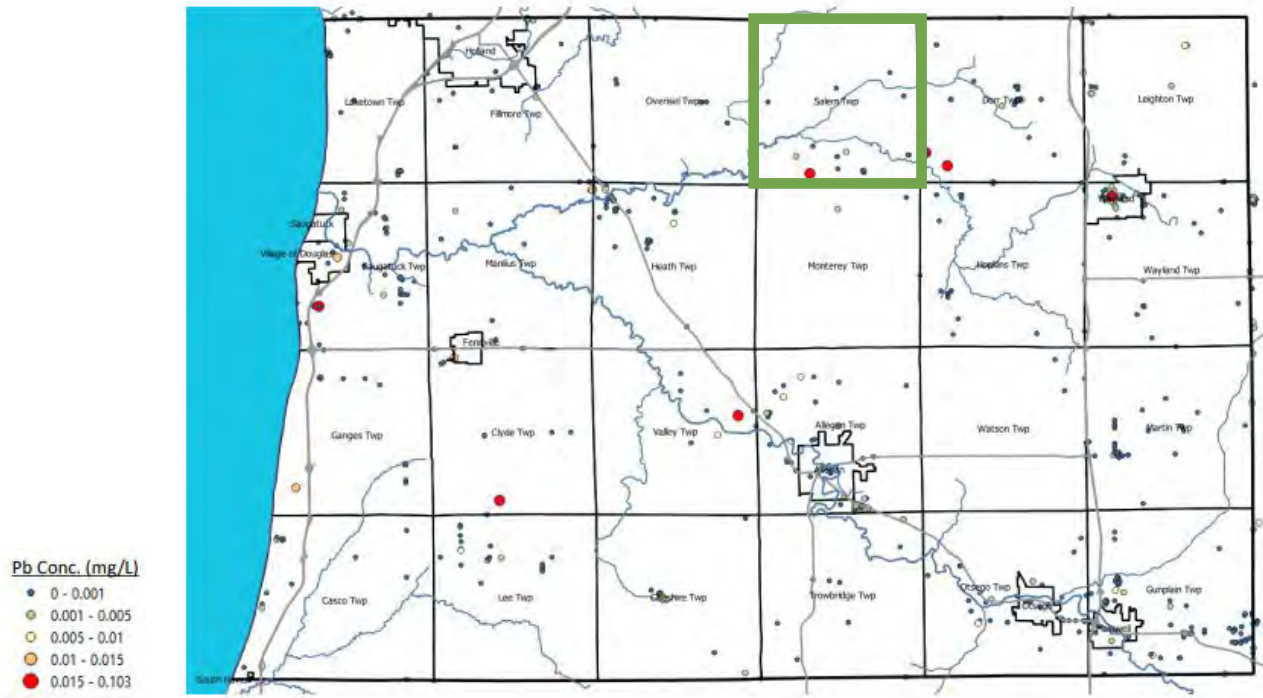 Holland
Laketown Twp
Fillmore Twp
Overisel Twp
Salem Twp
Dorr Twp
Leighton Twp
Saugatuck
Village of Douglas
Saugatuck Twp
Manlius Twp
Heath Twp
Monterey Twp
Hopkins Twp
Wayland Twp
Fennville
Ganges Twp
Clyde Twp
Valley Twp
Allegan Twp
Watson Twp
Martin Twp
Casco Twp
Lee Twp
Cheshire Twp
Trowbridge Twp
Otsego Twp
Gunplain Twp
Pb Conc. (mg/L)
0 - 0.001
0.001 - 0.005
0.005 - 0.01
0.01 - 0.015
0.015 - 0.103